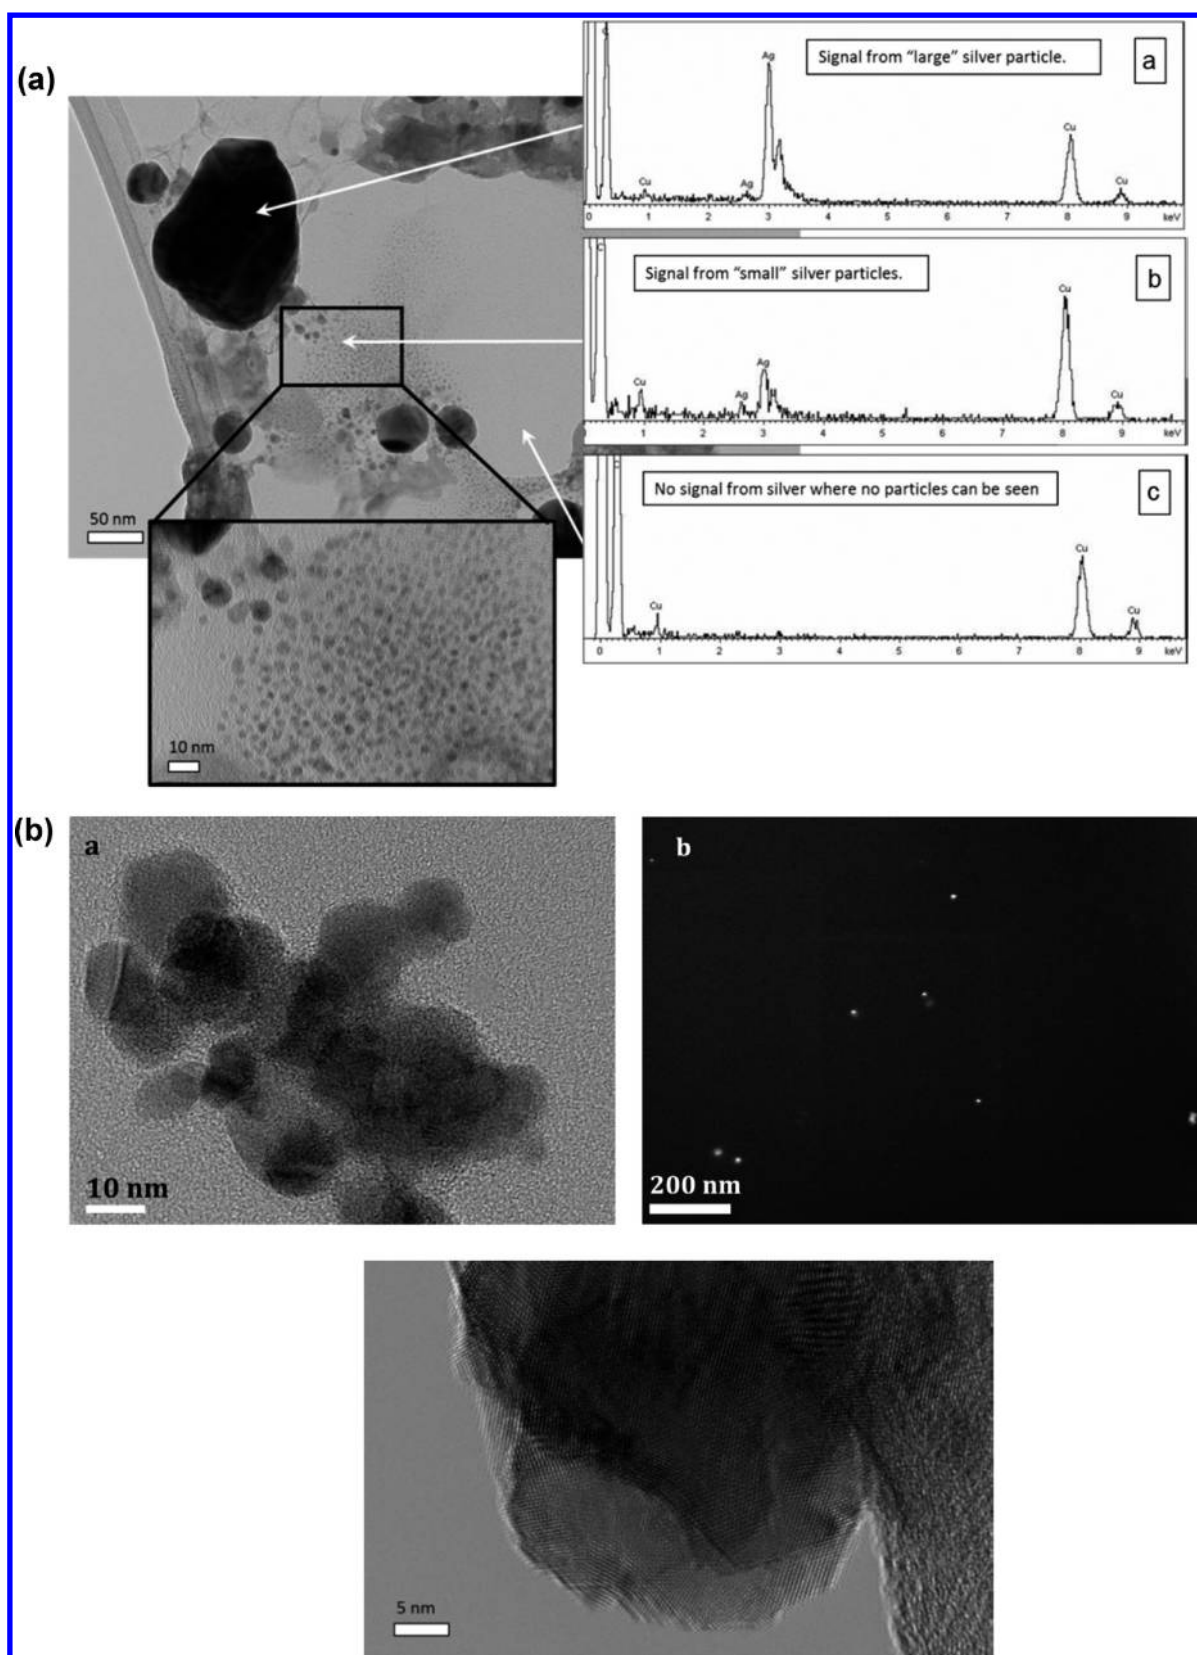 (a)
Signal from “large” silver particle.
a
C
Ag
Cu
Ag
Cu
Cu
0 1 2 3 4 5 6 7 8 9 keV
Signal from “small” silver particles.
b
C
Cu
Ag
Ag
Cu
Cu
1 2 3 4 5 6 7 8 9 keV
No signal from silver where no particles can be seen
c
Cu
Cu
Cu
0 1 2 3 4 5 6 7 8 9 keV
50 nm
10 nm
(b)
a
10 nm
b
200 nm
5 nm